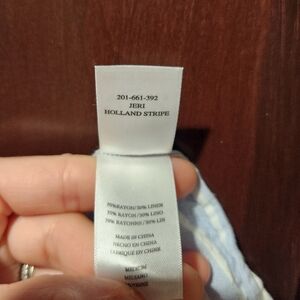 201-661-392
JERI
HOLLAND STRIPE
70%RAYON/30% LINEN
70% RAYON/30% LINO
70% RAYONNE/30% LIN
MADE IN CHINA
HECHO EN CHINA
FABRIQUE EN CHINE